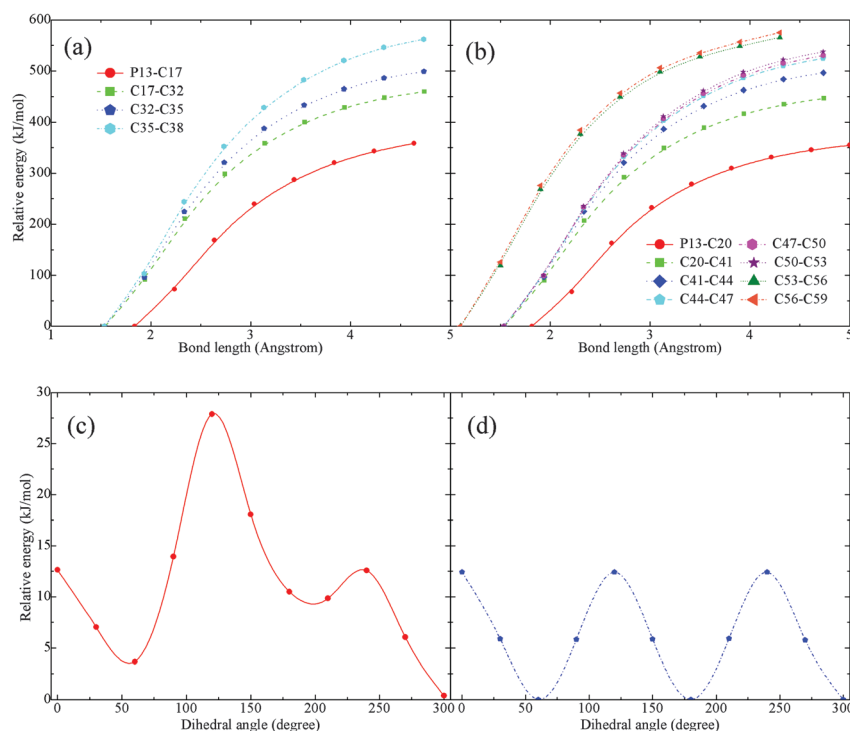 600
500
400
300
200
100
0
Relative energy (kJ/mol)
(a)
P13-C17
C17-C32
C32-C35
C35-C38
1
2
3
4
Bond length (Angstrom)
(b)
P13-C20
C20-C41
C41-C44
C44-C47
C47-C50
C50-C53
C53-C56
C56-C59
1
2
3
4
5
Bond length (Angstrom)
30
25
20
15
10
5
0
Relative energy (kJ/mol)
(c)
0
50
100
150
200
250
300
Dihedral angle (degree)
(d)
0
50
100
150
200
250
300
Dihedral angle (degree)